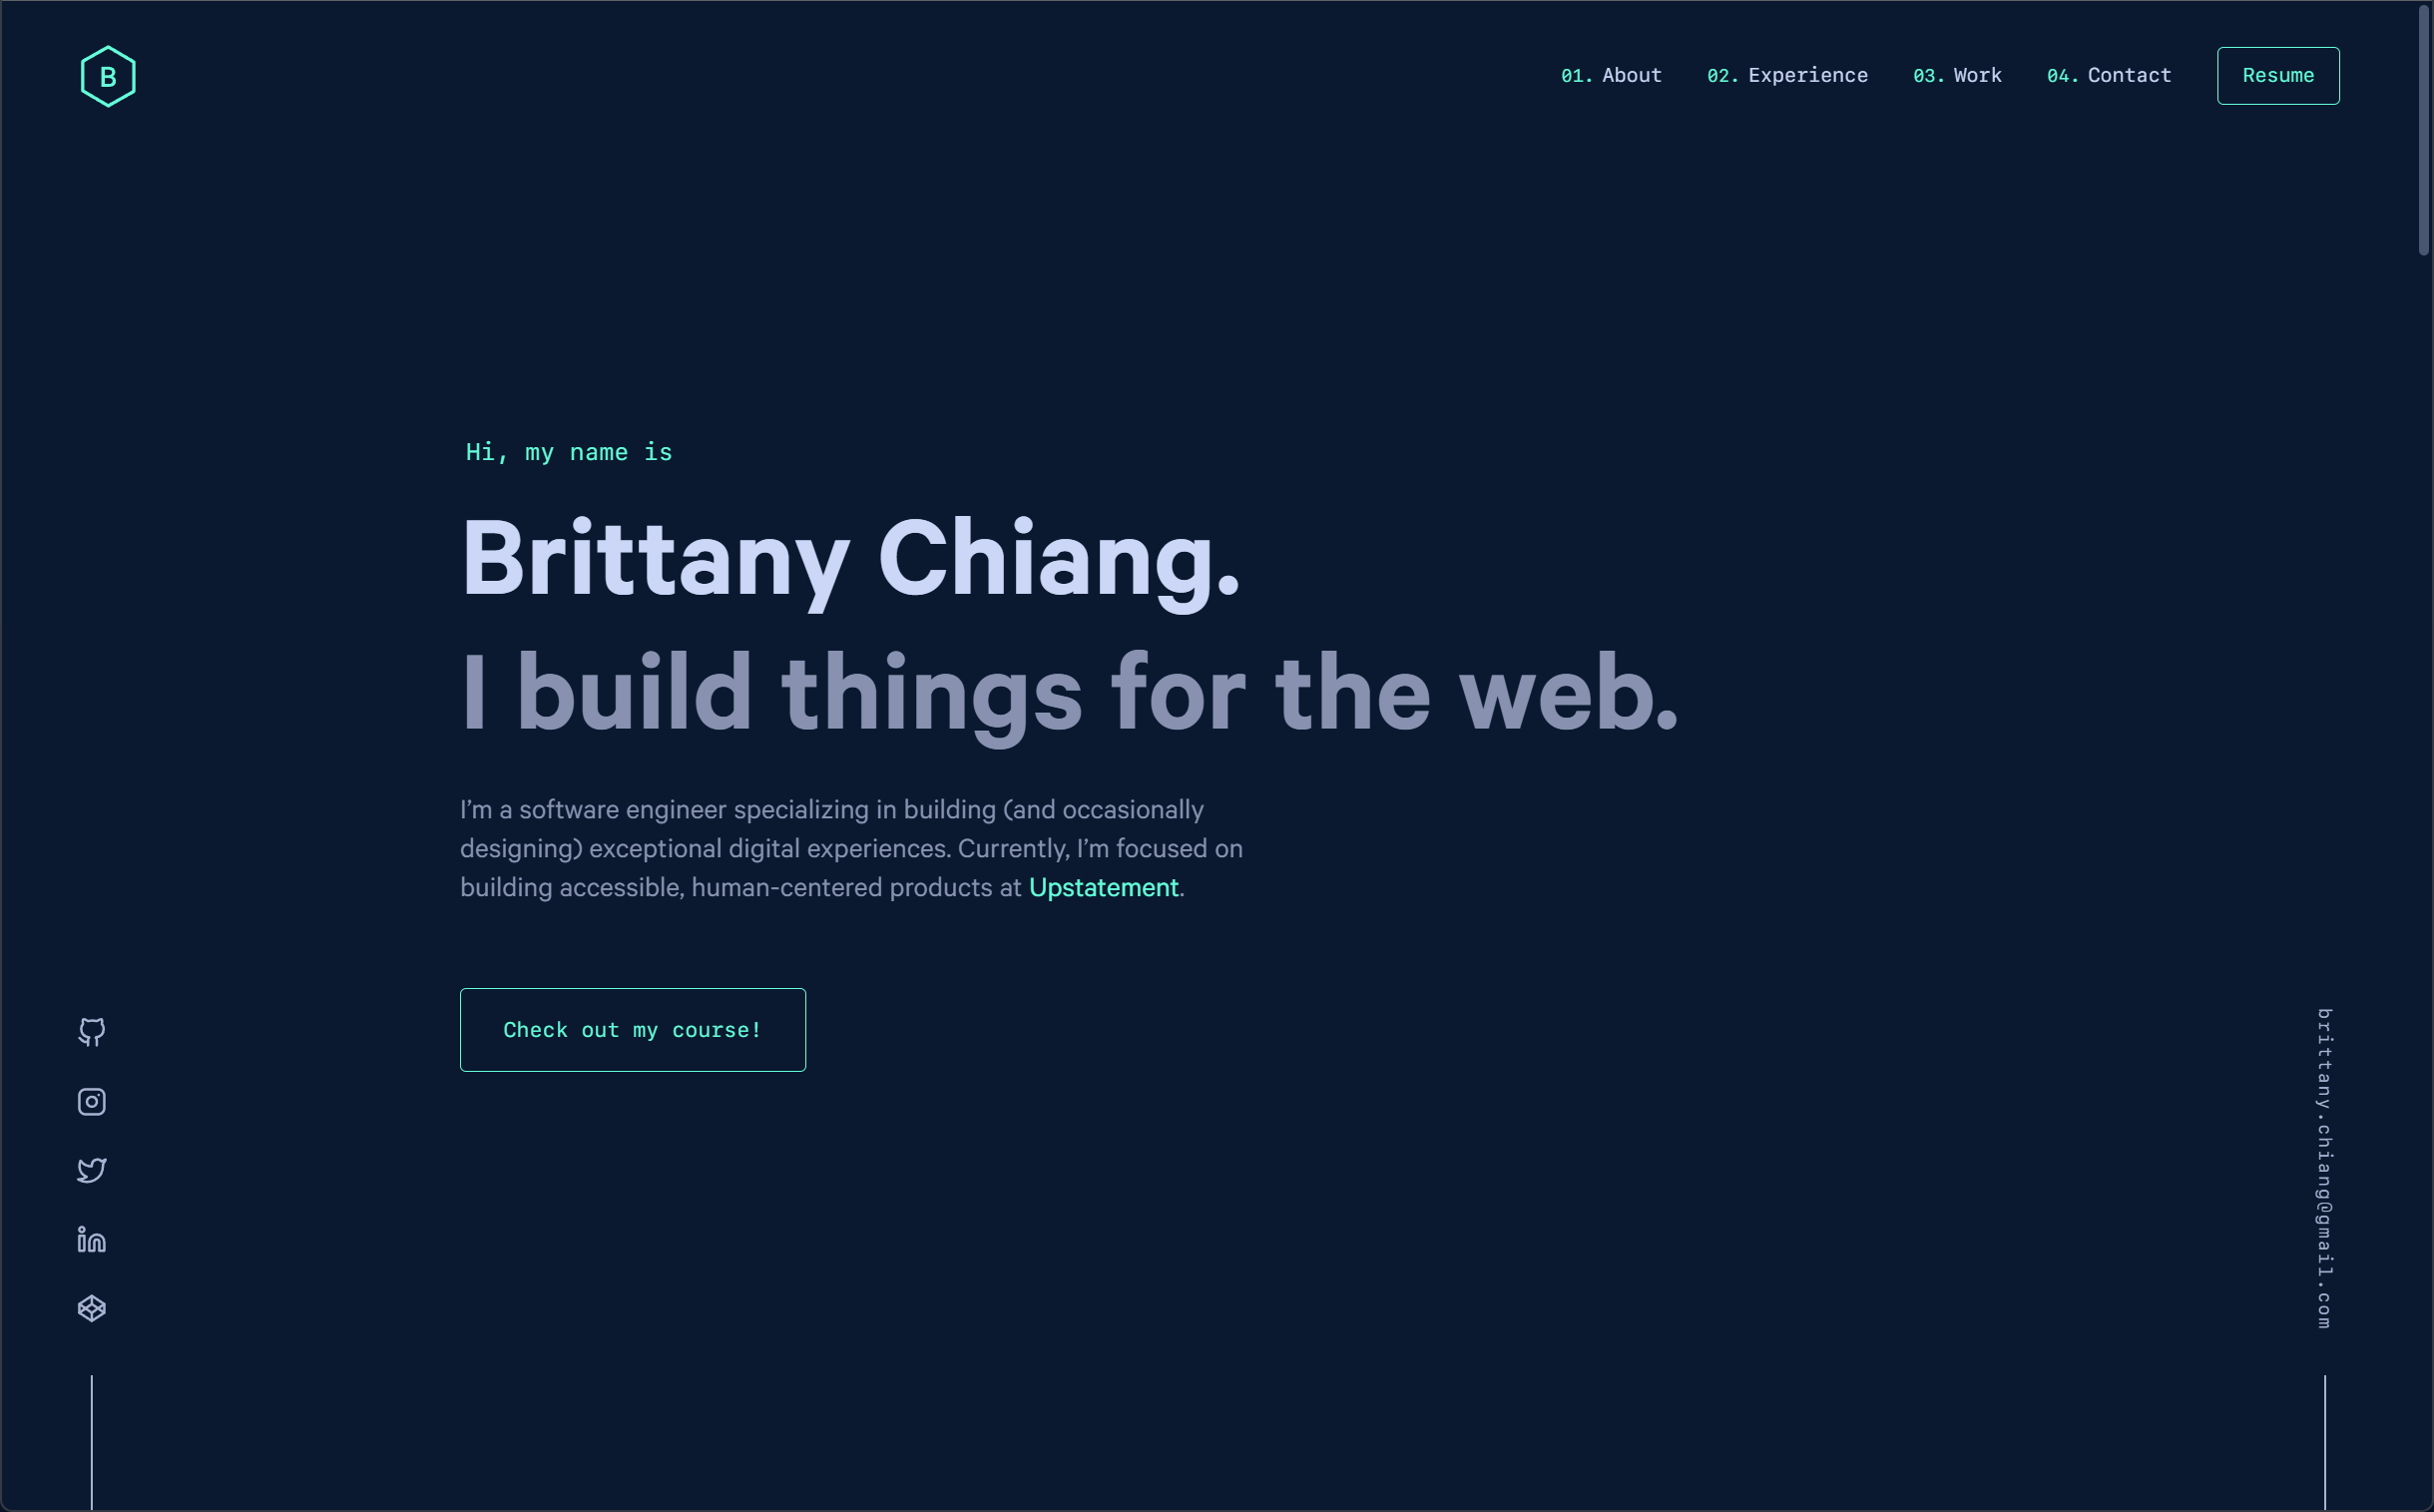 B
01. About 02. Experience 03. Work 04. Contact Resume
Hi, my name is
Brittany Chiang.
I build things for the web.
I’m a software engineer specializing in building (and occasionally
designing) exceptional digital experiences. Currently, I’m focused on
building accessible, human-centered products at Upstatement.
Check out my course!
brittany.chiang@gmail.com